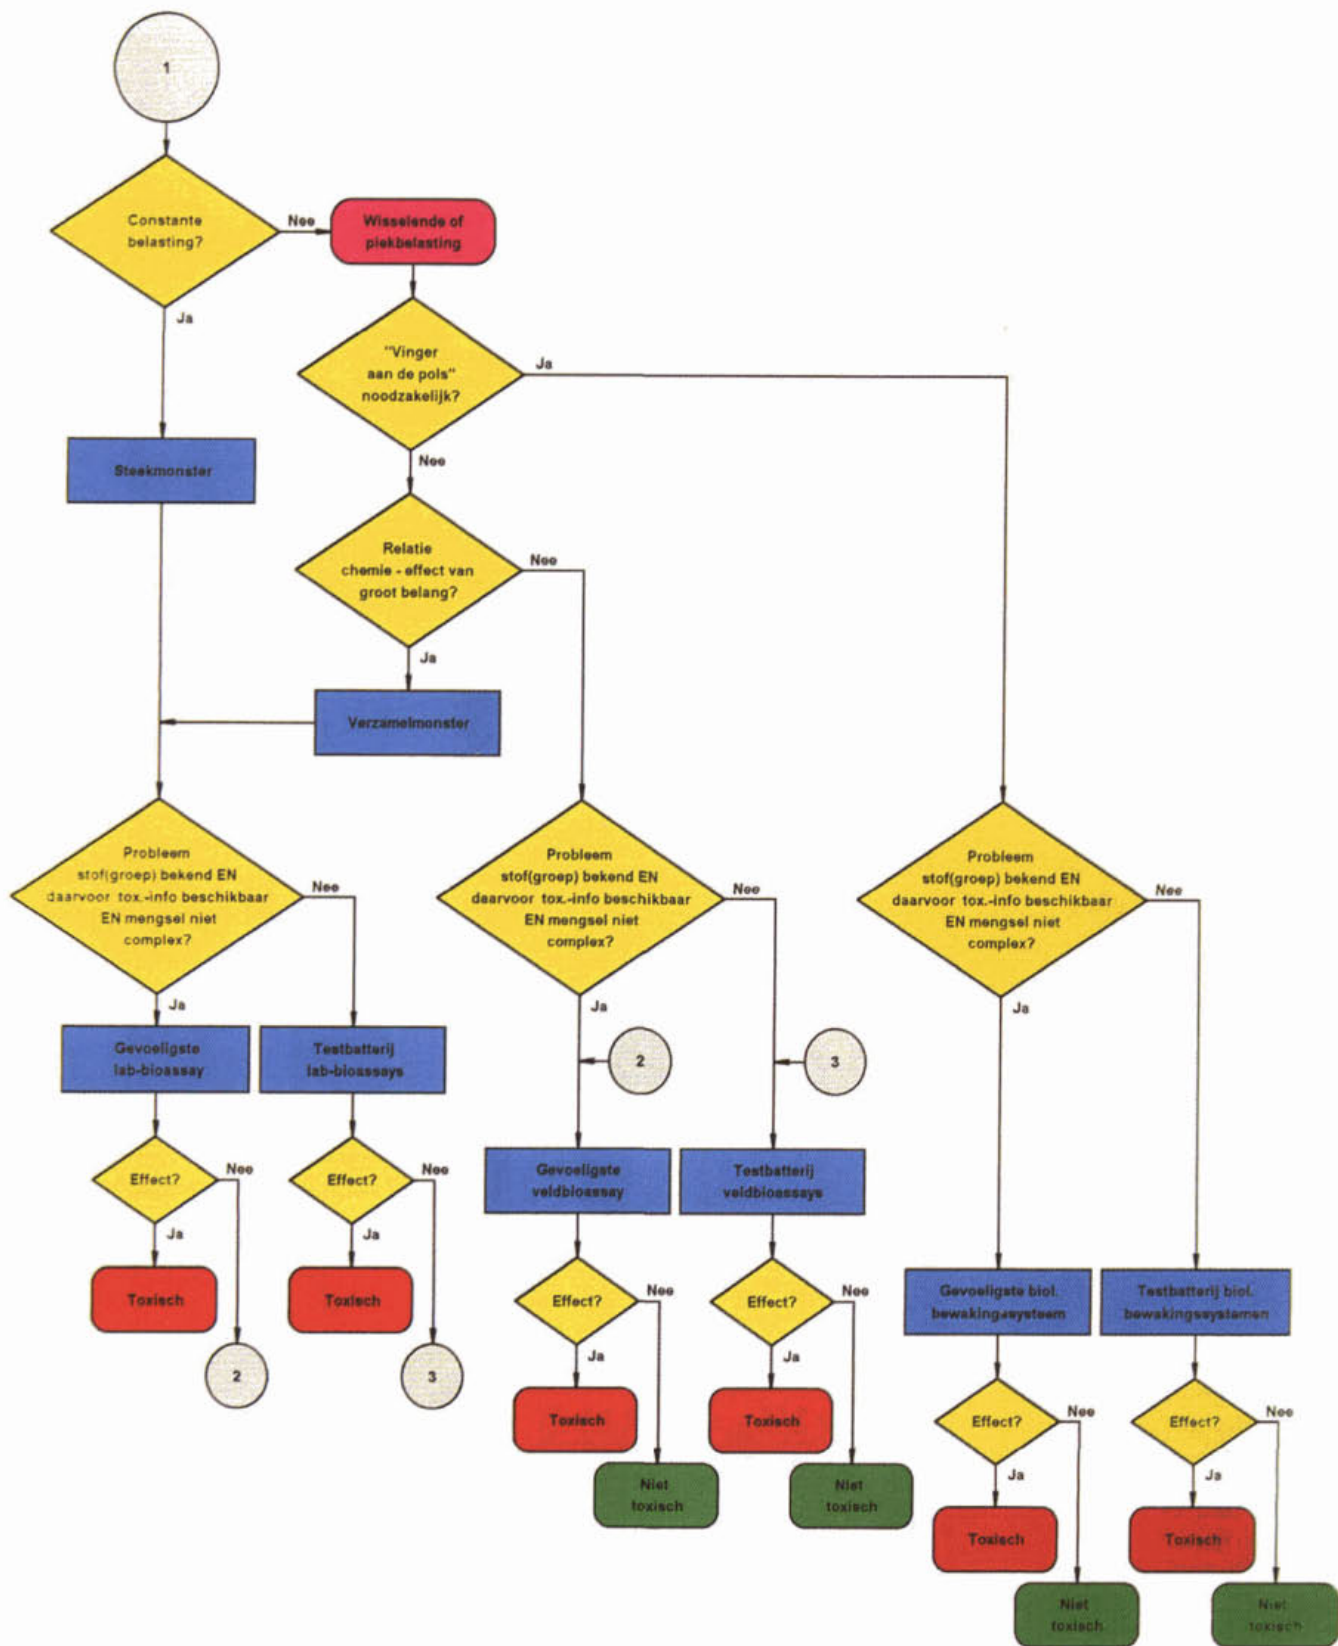 1
Constante
belasting?
Nee
Wisselende of
piekbelasting
Ja
"Vinger
aan de pols"
noodzakelijk?
Ja
Nee
Steekmonster
Relatie
chemie - effect van
groot belang?
Nee
Ja
Verzamelmonster
Probleem
stof(groep) bekend EN
daarvoor tox.-info beschikbaar
EN mengsel niet
complex?
Nee
Ja
Probleem
stof(groep) bekend EN
daarvoor tox.-info beschikbaar
EN mengsel niet
complex?
Nee
Ja
Probleem
stof(groep) bekend EN
daarvoor tox.-info beschikbaar
EN mengsel niet
complex?
Nee
Ja
Gevoeligste
lab-bioassay
Testbatterij
lab-bioassays
2
3
Effect?
Nee
Ja
Effect?
Nee
Ja
Gevoeligste
veldbioassay
Testbatterij
veldbioassays
Toxisch
Toxisch
2
3
Effect?
Nee
Ja
Effect?
Nee
Ja
Gevoeligste biol.
bewakingssysteem
Testbatterij biol.
bewakingssystemen
Toxisch
Toxisch
Niet
toxisch
Niet
toxisch
Effect?
Nee
Ja
Effect?
Nee
Ja
Toxisch
Toxisch
Niet
toxisch
Niet
toxisch